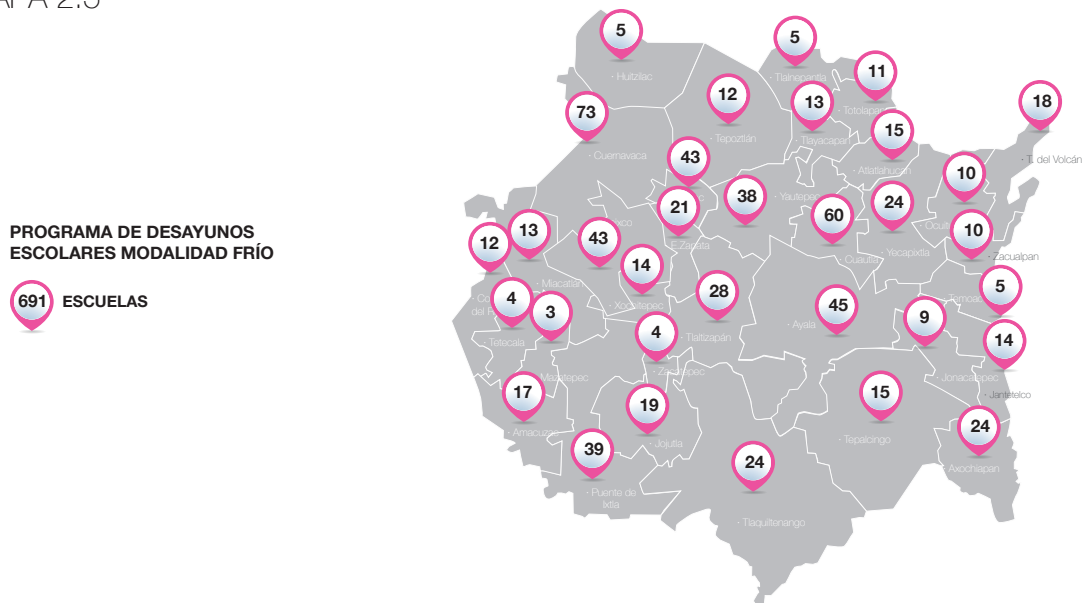 PROGRAMA DE DESAYUNOS
ESCOLARES MODALIDAD FRÍO
691 ESCUELAS
5
· Huitzilac
5
· Tlalnepantla
11
· Totolapan
12
· Tepoztlán
13
· Tlayacapan
18
· T. del Volcán
73
· Cuernavaca
15
· Atlatlahucan
43
10
38
· Yautepec
24
· Yecapixtla
21
· E.Zapata
60
· Cuautla
10
· Zacualpan
12
13
· Miacatlán
43
14
· Xochitepec
28
· Tlaltizapán
5
4
· Tetecala
3
Mazatepec
45
· Ayala
9
· Jonacatepec
14
· Jantetelco
4
· Zacatepec
17
· Amacuzac
19
· Jojutla
15
· Tepalcingo
24
· Axochiapan
39
· Puente de
Ixtla
24
· Tlaquiltenango